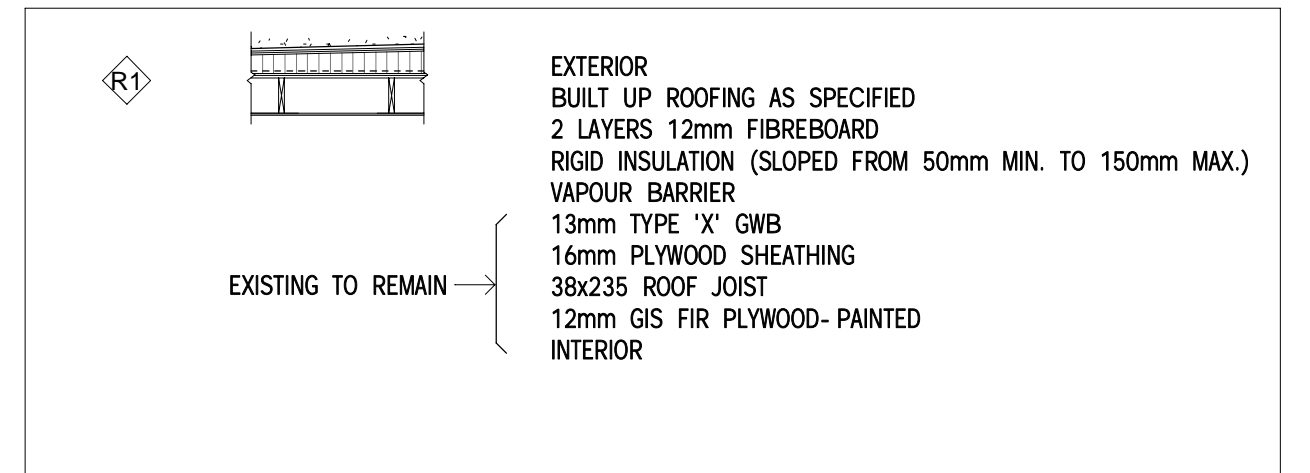 R1
EXTERIOR
BUILT UP ROOFING AS SPECIFIED
2 LAYERS 12mm FIBREBOARD
RIGID INSULATION (SLOPED FROM 50mm MIN. TO 150mm MAX.)
VAPOUR BARRIER
13mm TYPE 'X' GWB
16mm PLYWOOD SHEATHING
EXISTING TO REMAIN
38x235 ROOF JOIST
12mm GIS FIR PLYWOOD- PAINTED
INTERIOR